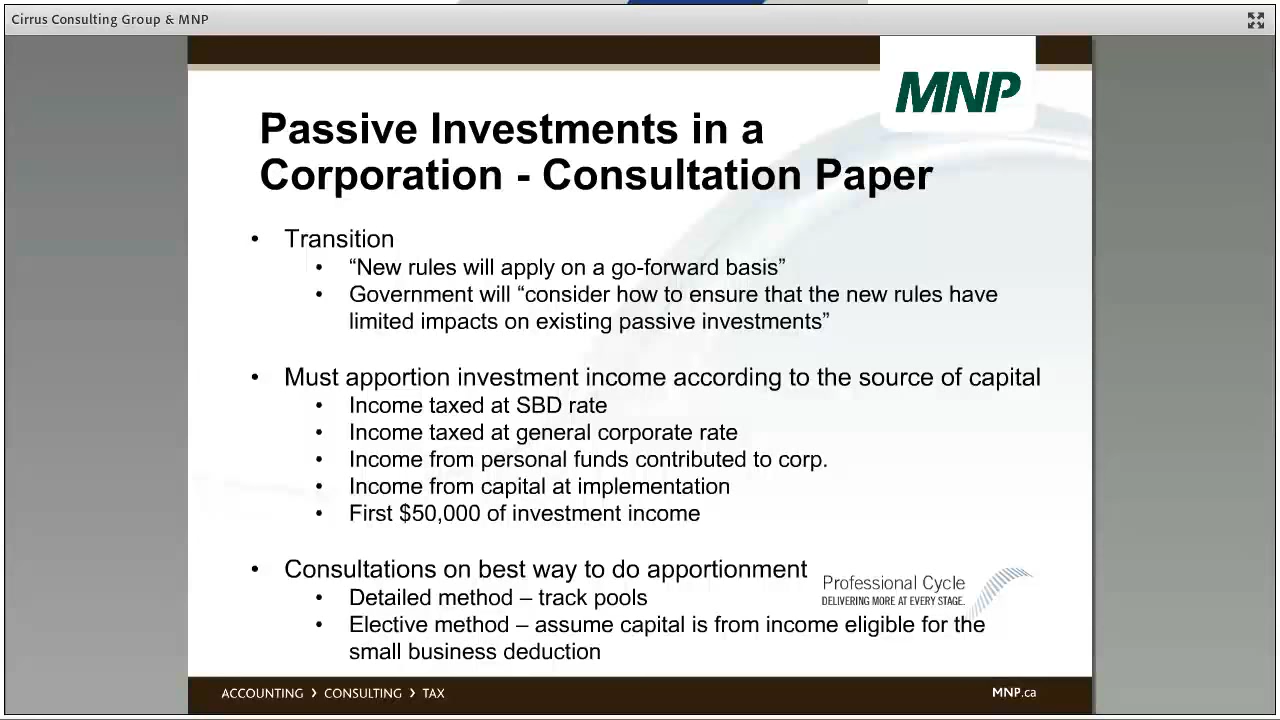 Cirrus Consulting Group & MNP
MNP
Passive Investments in a
Corporation - Consultation Paper
• Transition
• “New rules will apply on a go-forward basis”
• Government will “consider how to ensure that the new rules have
limited impacts on existing passive investments”
• Must apportion investment income according to the source of capital
• Income taxed at SBD rate
• Income taxed at general corporate rate
• Income from personal funds contributed to corp.
• Income from capital at implementation
• First $50,000 of investment income
• Consultations on best way to do apportionment
• Detailed method – track pools
• Elective method – assume capital is from income eligible for the
small business deduction
Professional Cycle
DELIVERING MORE AT EVERY STAGE.
ACCOUNTING › CONSULTING › TAX
MNP.ca